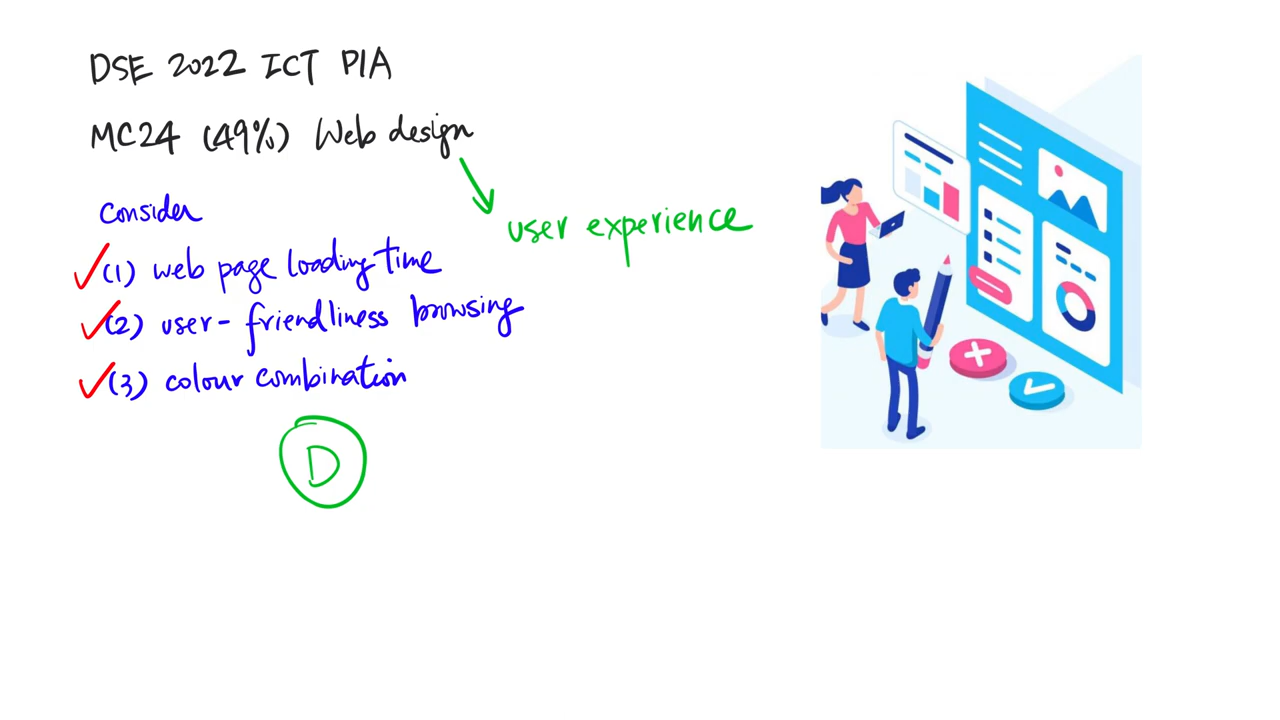 DSE 2022 ICT P1A
MC24 (49%) Web design
user experience
Consider
(1) web page loading time
(2) user-friendliness browsing
(3) colour combination
D